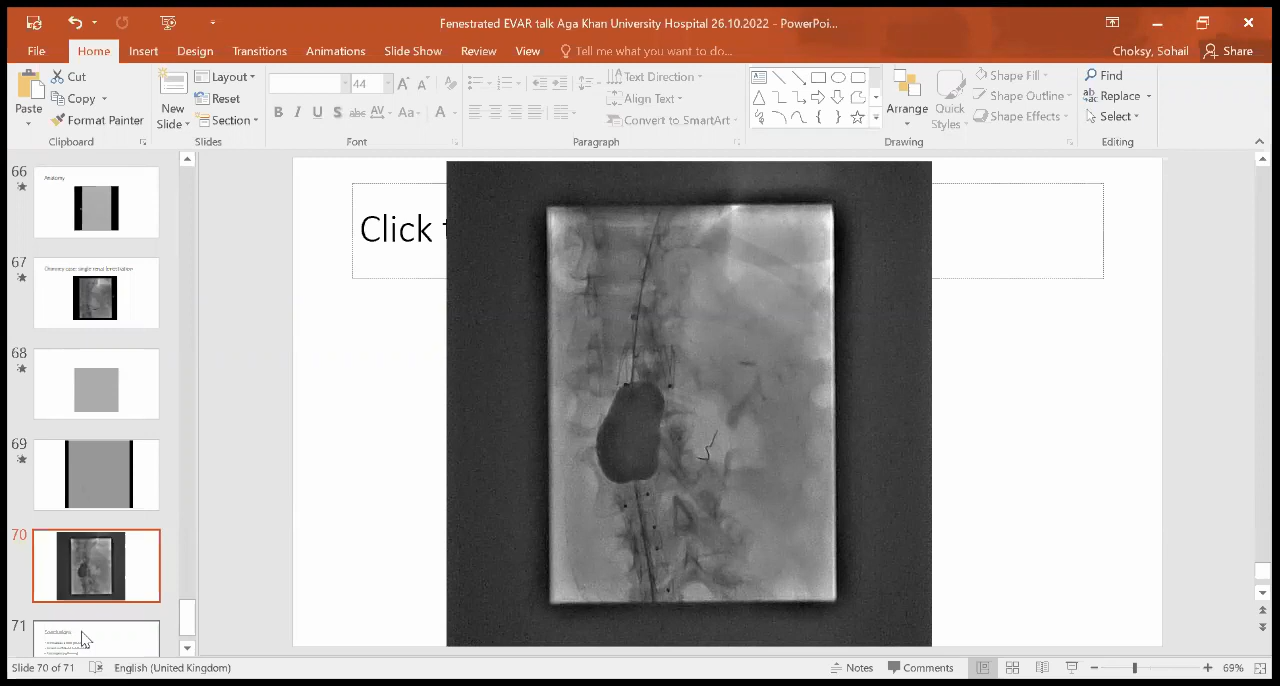 Fenestrated EVAR talk Aga Khan University Hospital 26.10.2022 - PowerPoi...
File Home Insert Design Transitions Animations Slide Show Review View Tell me what you want to do... Choksy, Sohail Share
Paste
Cut
Copy
Format Painter
Clipboard
New Slide
Layout
Reset
Section
Slides
44
B I U S abc AV Aa A
Font
Text Direction
Align Text
Convert to SmartArt
Paragraph
Arrange
Quick Styles
Shape Fill
Shape Outline
Shape Effects
Drawing
Find
Replace
Select
Editing
66
Anatomy
67
Chimney case: single renal fenestration
68
69
70
71
Conclusions
Click t
Slide 70 of 71 English (United Kingdom) Notes Comments 69%